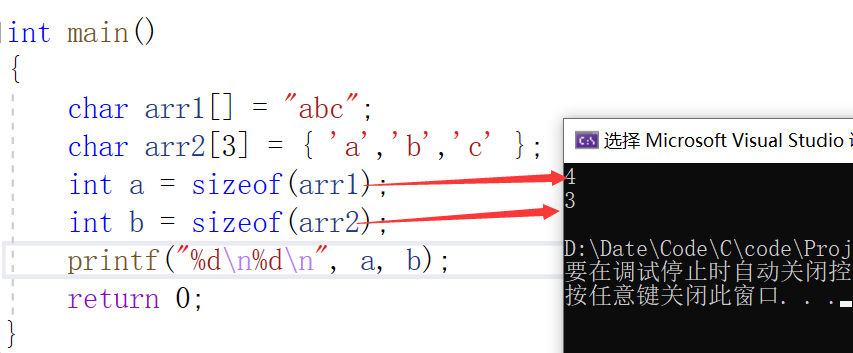 int main()
{
char arr1[] = "abc";
char arr2[3] = { 'a','b','c' };
int a = sizeof(arr1);
int b = sizeof(arr2);
printf("%d\n%d\n", a, b);
return 0;
}
选择 Microsoft Visual Studio
4
3
D:\Date\Code\C\code\Proj
要在调试停止时自动关闭控
按任意键关闭此窗口. . .